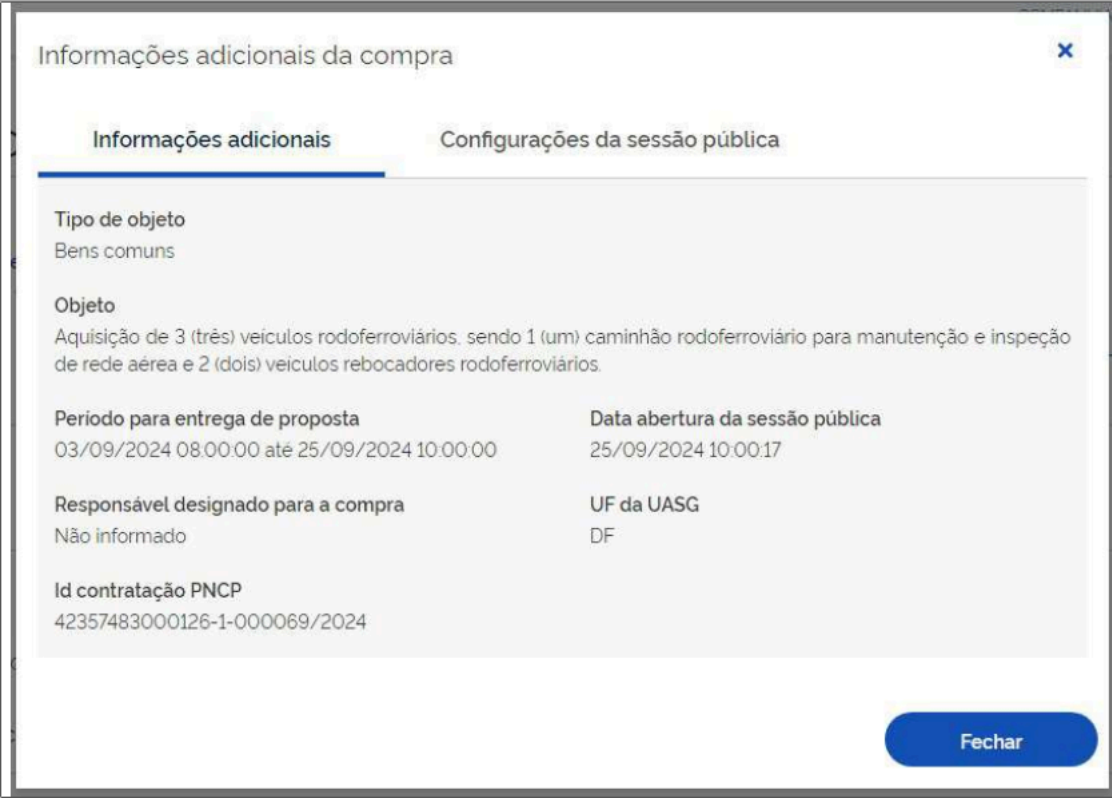 Informações adicionais da compra
Informações adicionais
Configurações da sessão pública
Tipo de objeto
Bens comuns
Objeto
Aquisição de 3 (três) veículos rodoferroviários, sendo 1 (um) caminhão rodoferroviário para manutenção e inspeção
de rede aérea e 2 (dois) veículos rebocadores rodoferroviários.
Período para entrega de proposta
03/09/2024 08:00:00 até 25/09/2024 10:00:00
Data abertura da sessão pública
25/09/2024 10:00:17
Responsável designado para a compra
Não informado
UF da UASG
DF
Id contratação PNCP
42357483000126-1-000069/2024
Fechar